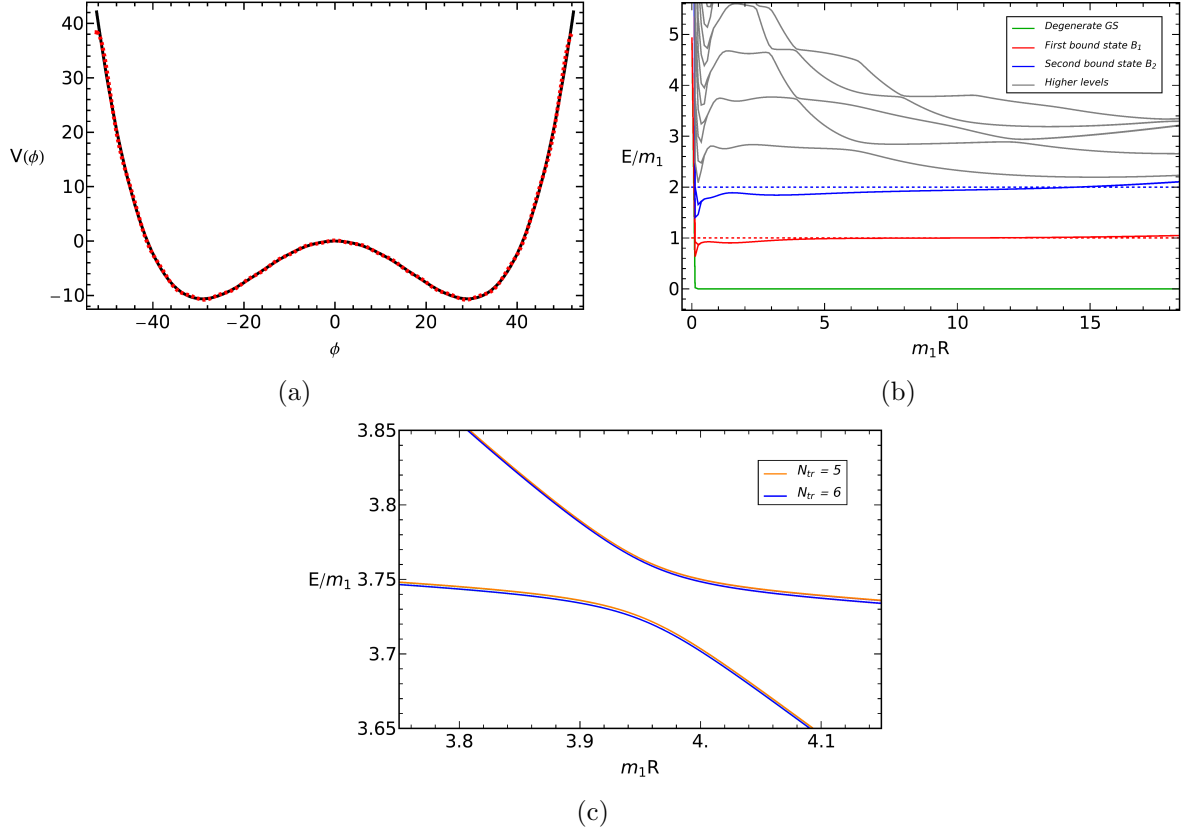 40
30
20
V(ϕ)
10
0
−10
−40 −20 0 20 40
ϕ
(a)
5
4
3
E/m₁
2
1
0
0 5 10 15
m₁R
Degenerate GS
First bound state B₁
Second bound state B₂
Higher levels
(b)
3.85
3.8
E/m₁ 3.75
3.7
3.65
3.8 3.9 4. 4.1
m₁R
Nₜᵣ = 5
Nₜᵣ = 6
(c)